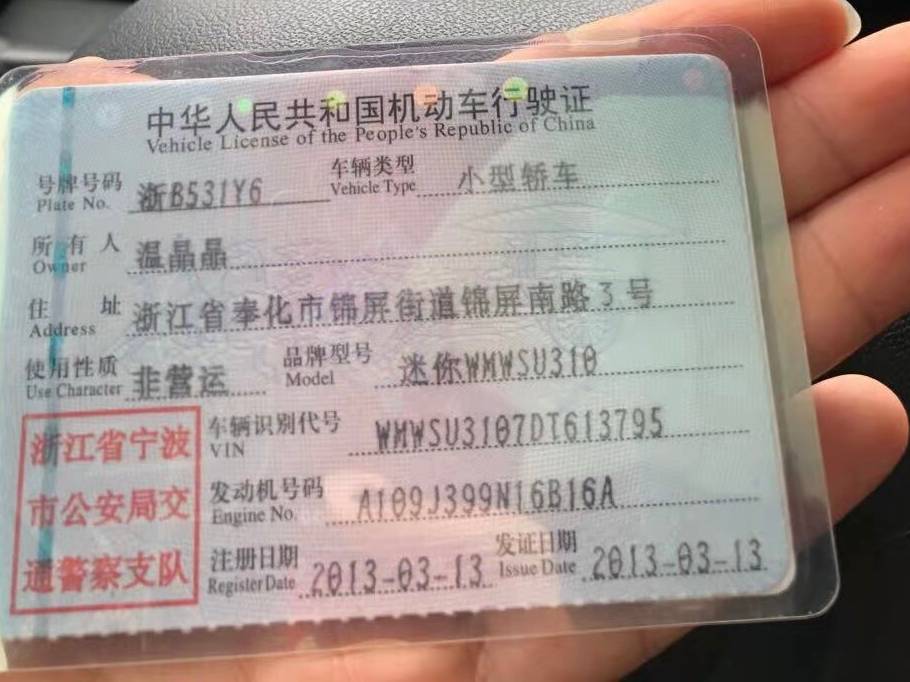 中华人民共和国机动车行驶证
Vehicle License of the People's Republic of China
号牌号码 浙B531Y6 车辆类型 小型轿车
Plate No. Vehicle Type
所有人 温晶晶
Owner
住址 浙江省奉化市锦屏街道锦屏南路3号
Address
使用性质 非营运 品牌型号 迷你WMWSU310
Use Character Model
浙江省宁波
市公安局交
通警察支队
车辆识别代号 WMWSU3107DT613795
VIN
发动机号码 A109J399N16B16A
Engine No.
注册日期 2013-03-13 发证日期 2013-03-13
Register Date Issue Date